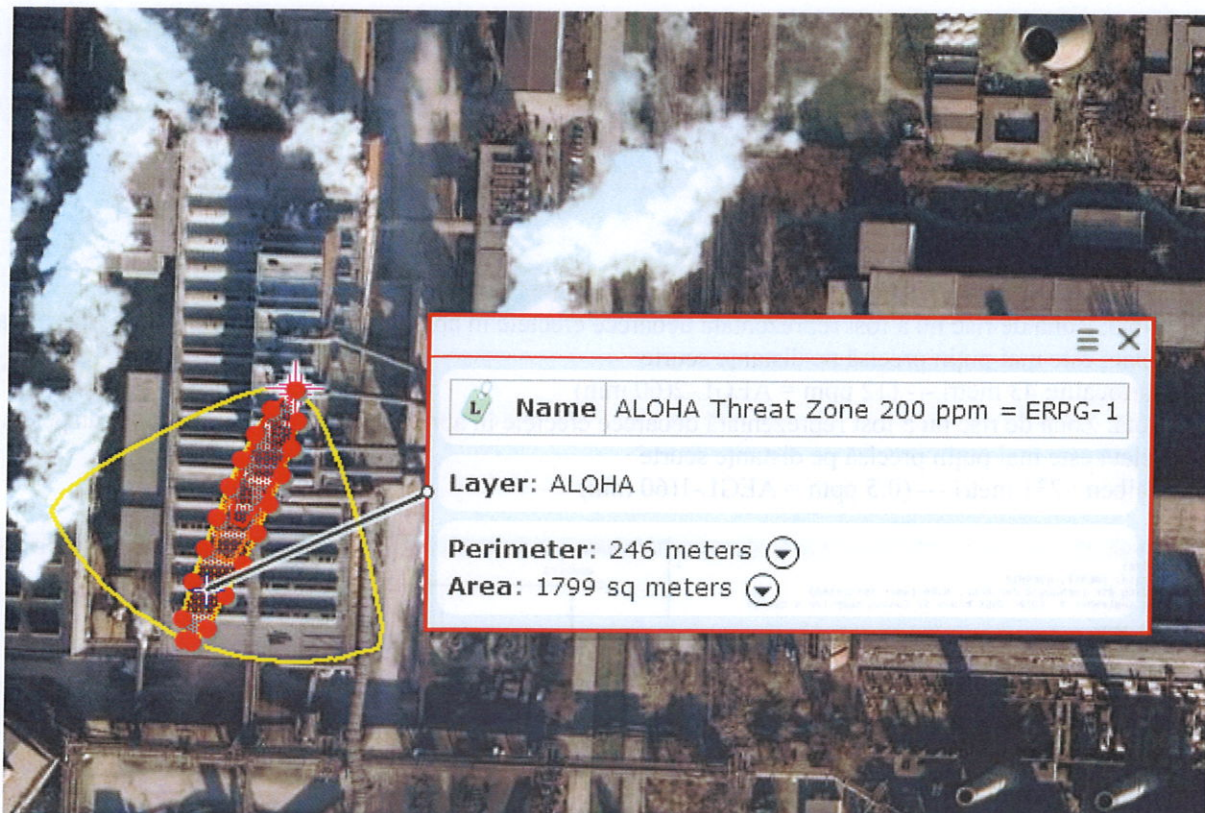 Name ALOHA Threat Zone 200 ppm = ERPG-1
Layer: ALOHA
Perimeter: 246 meters
Area: 1799 sq meters